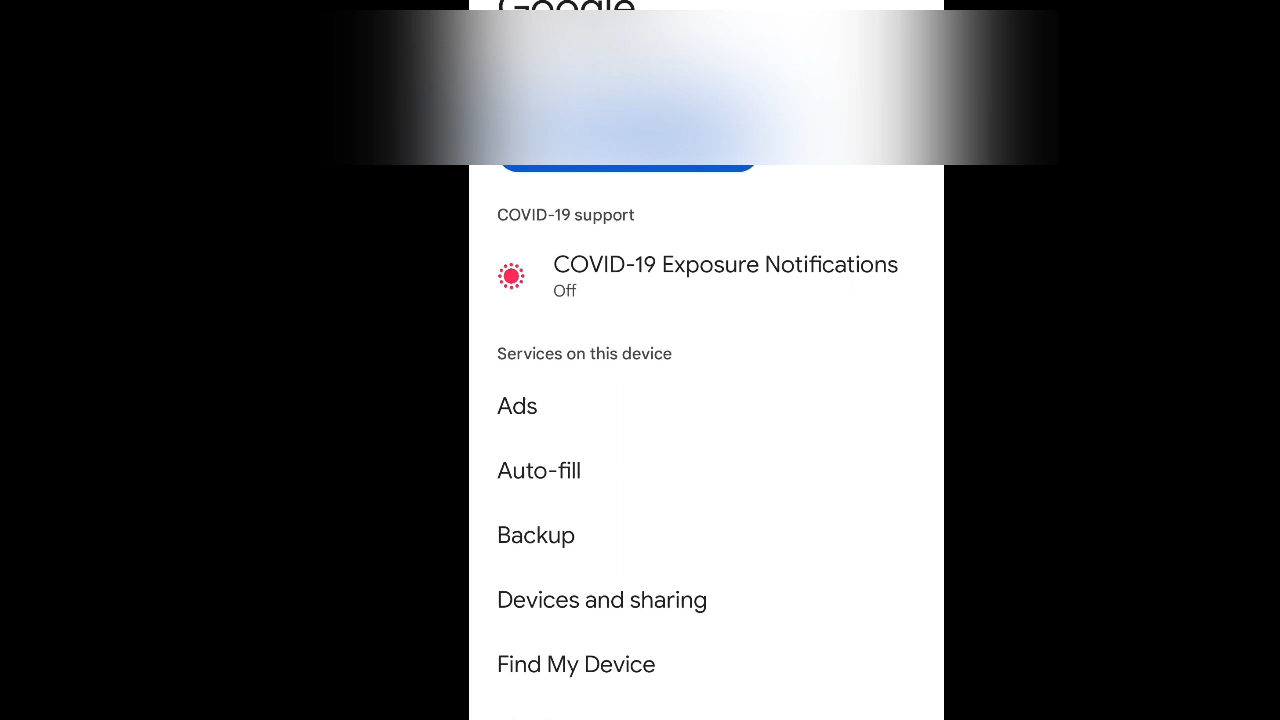 Google
COVID-19 support
COVID-19 Exposure Notifications
Off
Services on this device
Ads
Auto-fill
Backup
Devices and sharing
Find My Device